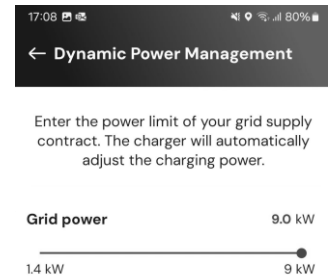 17:08
80%
← Dynamic Power Management
Enter the power limit of your grid supply
contract. The charger will automatically
adjust the charging power.
Grid power 9.0 kW
1.4 kW 9 kW